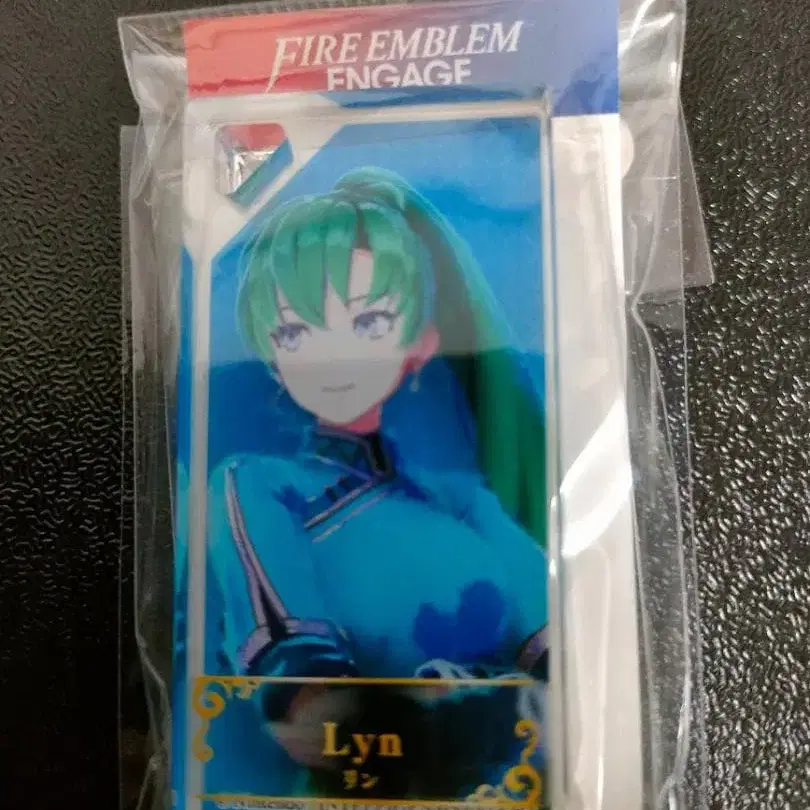 FIRE EMBLEM
ENGAGE
Lyn
リン